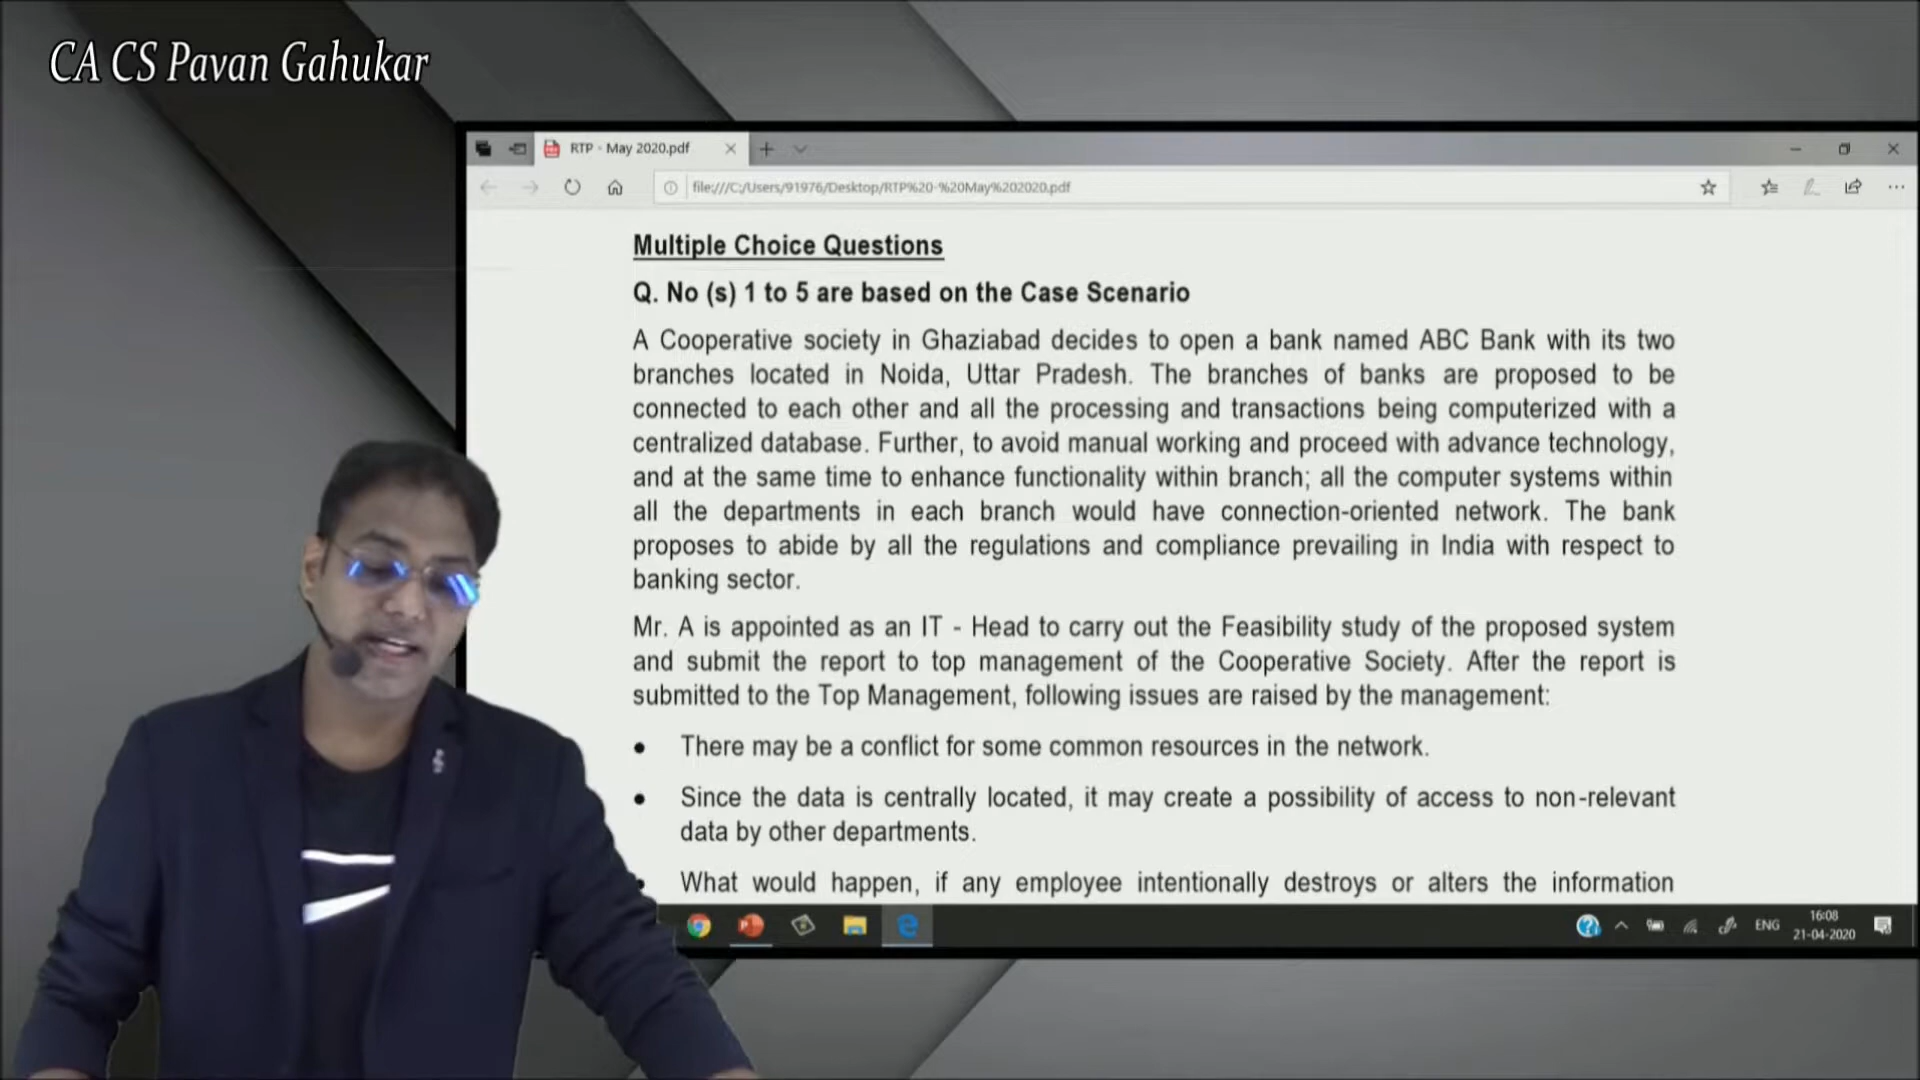 CA CS Pavan Gahukar
RTP - May 2020.pdf
file:///C:/Users/91976/Desktop/RTP%20-%20May%202020.pdf
Multiple Choice Questions
Q. No (s) 1 to 5 are based on the Case Scenario
A Cooperative society in Ghaziabad decides to open a bank named ABC Bank with its two
branches located in Noida, Uttar Pradesh. The branches of banks are proposed to be
connected to each other and all the processing and transactions being computerized with a
centralized database. Further, to avoid manual working and proceed with advance technology,
and at the same time to enhance functionality within branch; all the computer systems within
all the departments in each branch would have connection-oriented network. The bank
proposes to abide by all the regulations and compliance prevailing in India with respect to
banking sector.
Mr. A is appointed as an IT - Head to carry out the Feasibility study of the proposed system
and submit the report to top management of the Cooperative Society. After the report is
submitted to the Top Management, following issues are raised by the management:
• There may be a conflict for some common resources in the network.
• Since the data is centrally located, it may create a possibility of access to non-relevant
data by other departments.
• What would happen, if any employee intentionally destroys or alters the information
ENG
16:08
21-04-2020